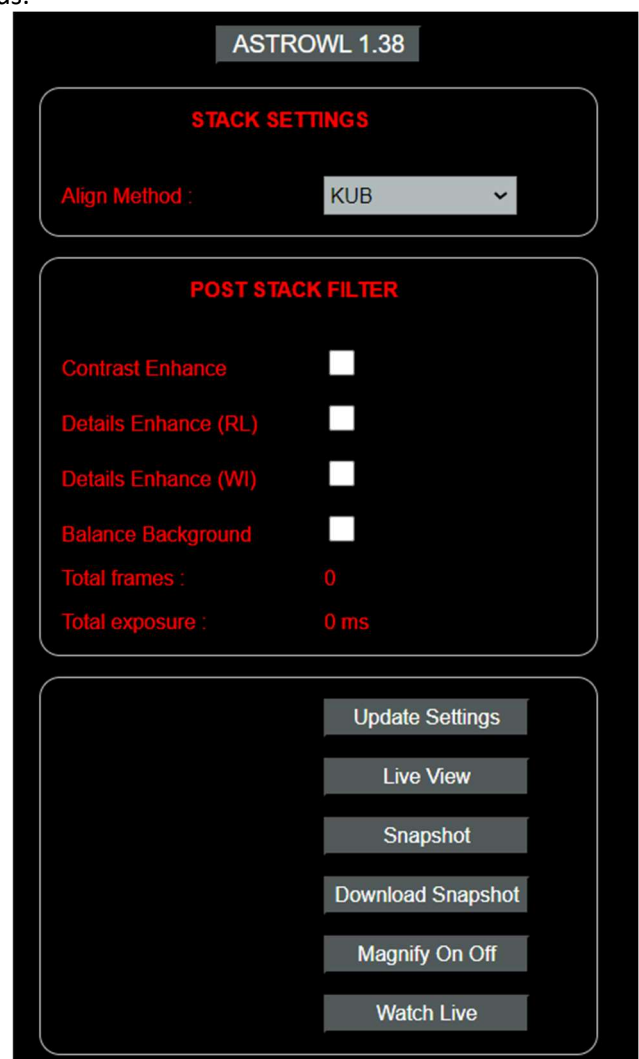 ASTROWL 1.38
STACK SETTINGS
Align Method :
KUB
POST STACK FILTER
Contrast Enhance
Details Enhance (RL)
Details Enhance (WI)
Balance Background
Total frames : 0
Total exposure : 0 ms
Update Settings
Live View
Snapshot
Download Snapshot
Magnify On Off
Watch Live